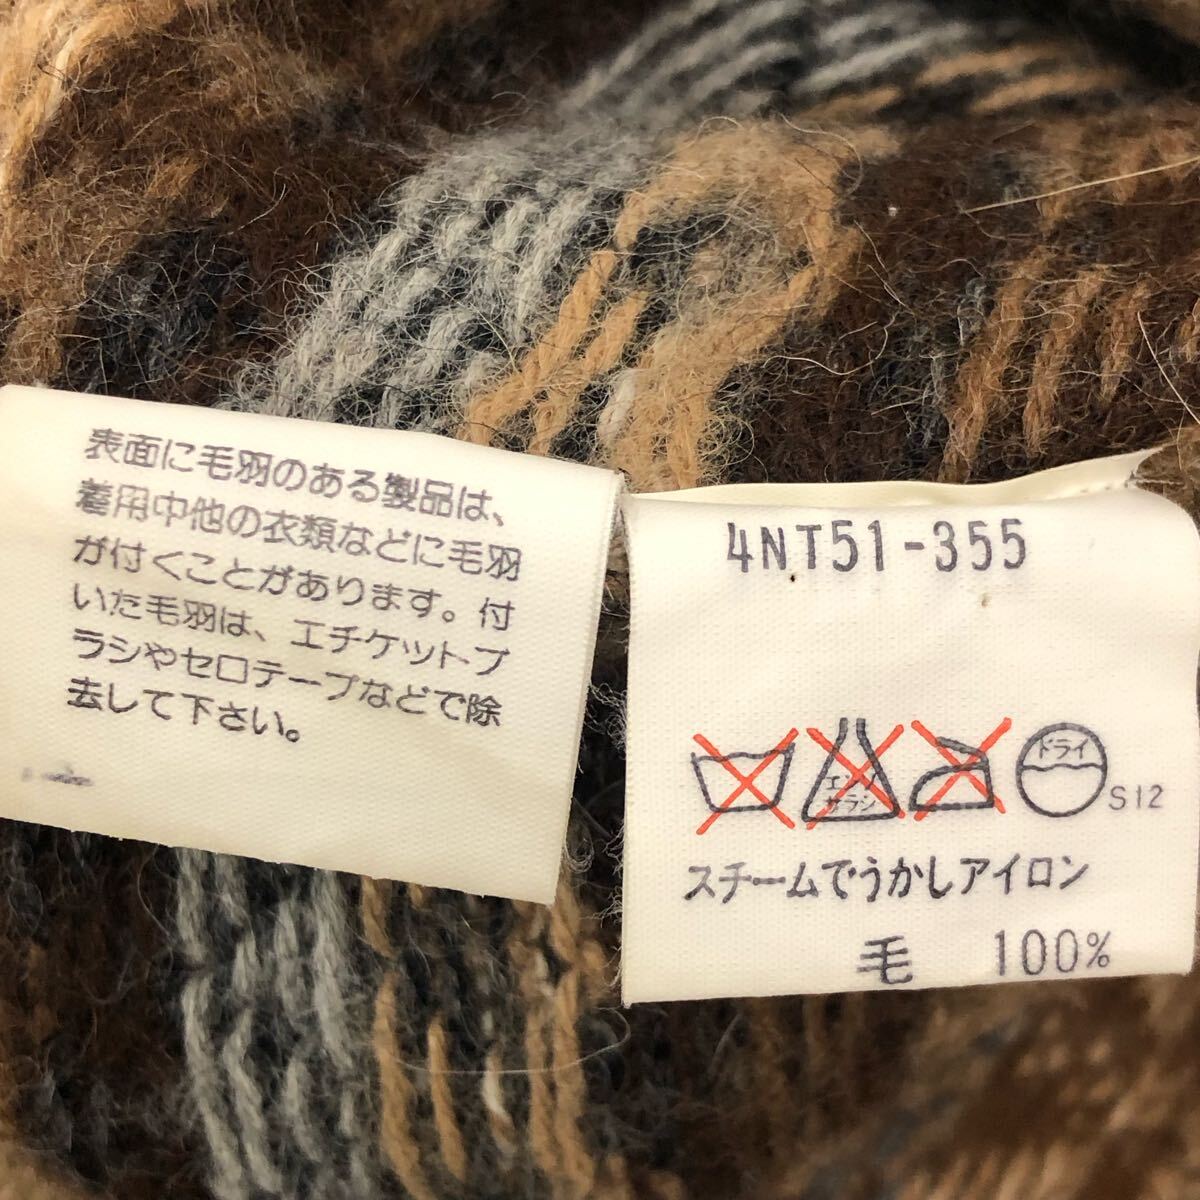 表面に毛羽のある製品は、
着用中他の衣類などに毛羽
が付くことがあります。付
いた毛羽は、エチケットブ
ラシやセロテープなどで除
去して下さい。
4NT51-355
エンソ
サラシ
ドライ
S12
スチームでうかしアイロン
毛 100%